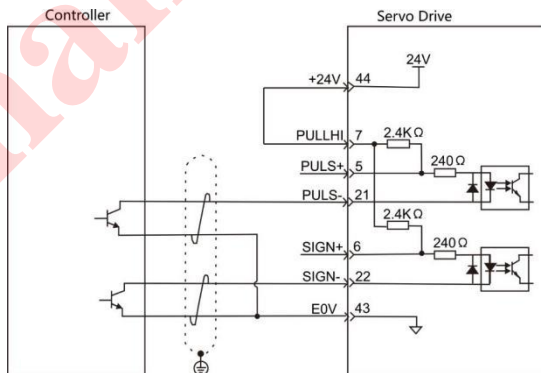 Controller
Servo Drive
24V
+24V 44
PULLHI 7
2.4KΩ
PULS+ 5
240Ω
PULS- 21
2.4KΩ
SIGN+ 6
240Ω
SIGN- 22
E0V 43